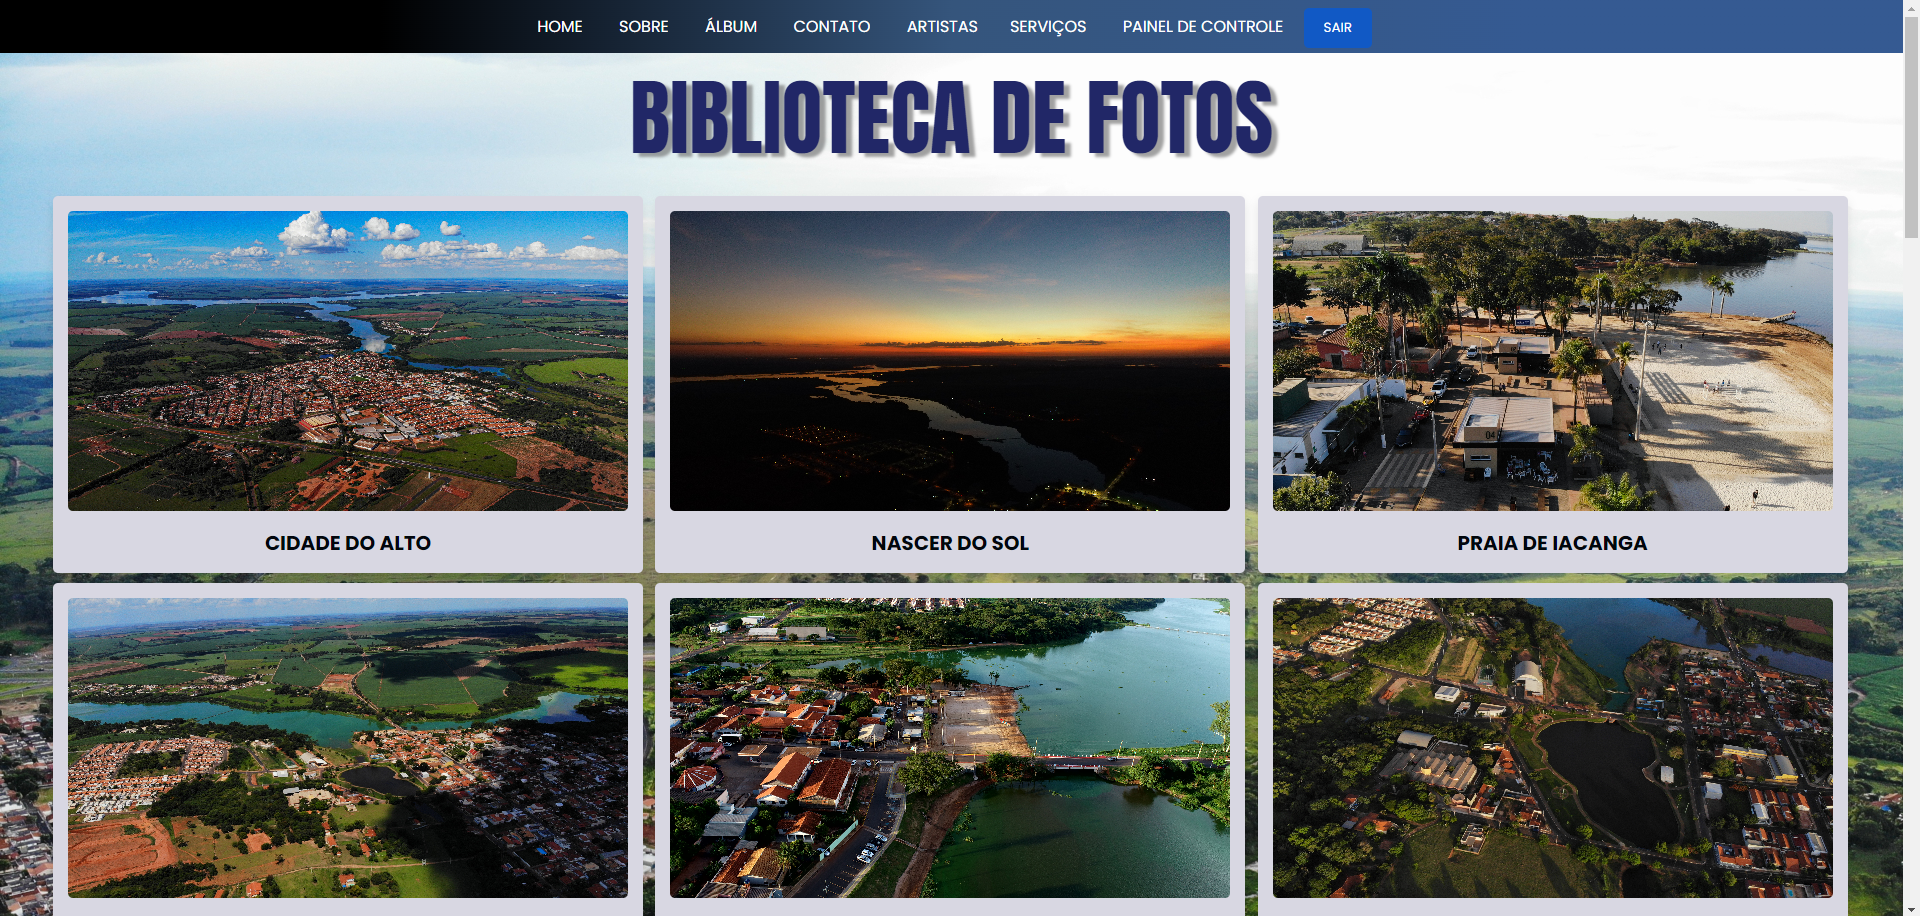 HOME SOBRE ÁLBUM CONTATO ARTISTAS SERVIÇOS PAINEL DE CONTROLE SAIR
BIBLIOTECA DE FOTOS
CIDADE DO ALTO
NASCER DO SOL
PRAIA DE IACANGA